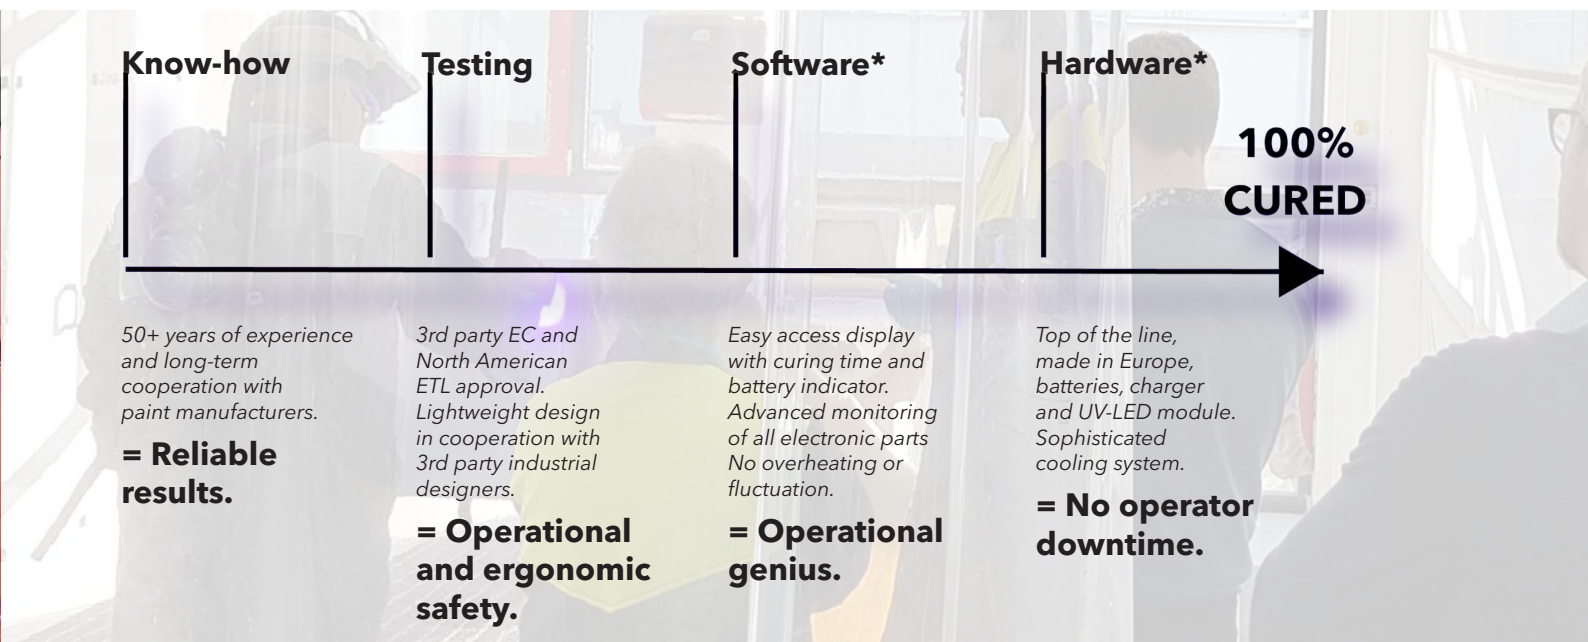 Know-how
Testing
Software*
Hardware*
100%
CURED
50+ years of experience
and long-term
cooperation with
paint manufacturers.
= Reliable
results.
3rd party EC and
North American
ETL approval.
Lightweight design
in cooperation with
3rd party industrial
designers.
= Operational
and ergonomic
safety.
Easy access display
with curing time and
battery indicator.
Advanced monitoring
of all electronic parts
No overheating or
fluctuation.
= Operational
genius.
Top of the line,
made in Europe,
batteries, charger
and UV-LED module.
Sophisticated
cooling system.
= No operator
downtime.